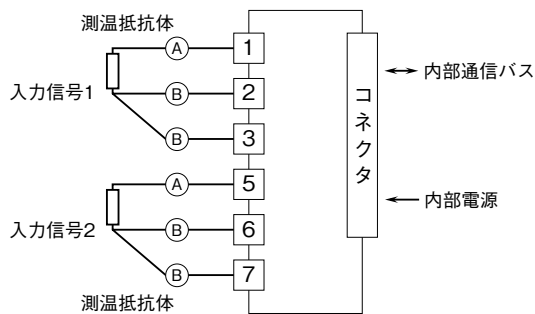 測温抵抗体
入力信号1
A 1
B 2
B 3
A 5
B 6
B 7
入力信号2
測温抵抗体
コネクタ
内部通信バス
内部電源